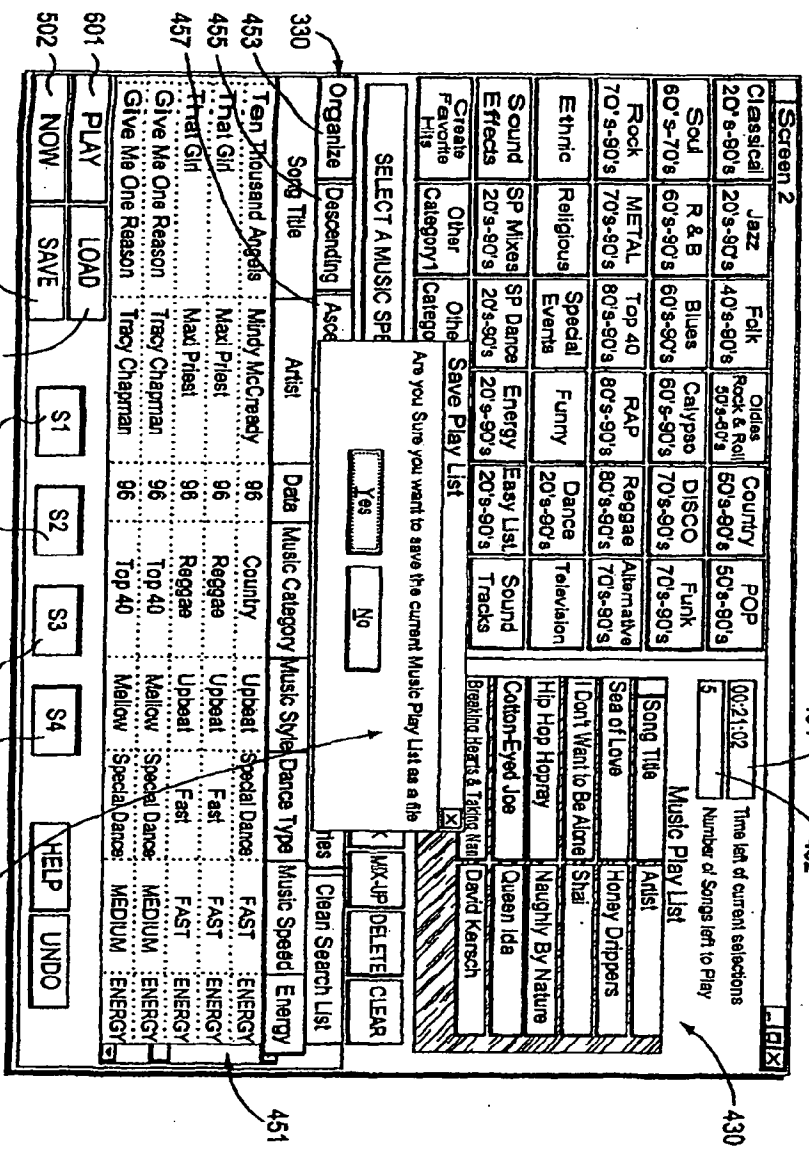 Screen 2
Classical 20's-90's
Jazz 20's-90's
Folk 40's-90's
Oldies Rock & Roll 50's-60's
Country 50's-90's
POP 50's-90's
Soul 60's-70's
R & B 60's-90's
Blues 60's-90's
Calypso 60's-90's
DISCO 70's-90's
Funk 70's-90's
Rock 70's-90's
METAL 70's-90's
Top 40 80's-90's
RAP 80's-90's
Reggae 80's-90's
Alternative 70's-90's
Ethnic
Religious
Special Events
Funny
Dance 20's-90's
Television
Sound Effects
SP Mixes 20's-90's
SP Dance 20's-90's
Energy 20's-90's
Easy List. 20's-90's
Sound Tracks
Create Favorite Hits
Other Category1
Othe Catego
00:21:02 Time left of current selections
5 Number of Songs left to Play
Music Play List
Song Title Artist
Sea of Love Honey Drippers
I Dont Want to Be Alone Shai
Hip Hop Hopray Naughly By Nature
Cotton-Eyed Joe Queen Ida
Breaking Hearts & Taking Nam David Kersch
430
Save Play List
Are you Sure you want to save the current Music Play List as a file
Yes No
SELECT A MUSIC SPE
MIX-UP DELETE CLEAR
330
453
455
457
Organize Descending Asce
Clean Search List
Song Title Artist Data Music Category Music Style Dance Type Music Speed Energy
Ten Thousand Angels Mindy McCready 96 Country Upbeat Special Dance FAST ENERGY
That Girl Maxi Priest 96 Reggae Upbeat Fast FAST ENERGY
That Girl Maxi Priest 96 Reggae Upbeat Fast FAST ENERGY
Give Me One Reason Tracy Chapman 96 Top 40 Mellow Special Dance MEDIUM ENERGY
Give Me One Reason Tracy Chapman 96 Top 40 Mellow Special Dance MEDIUM ENERGY
451
601
502
PLAY LOAD
NOW SAVE
S1 S2 S3 S4
HELP UNDO